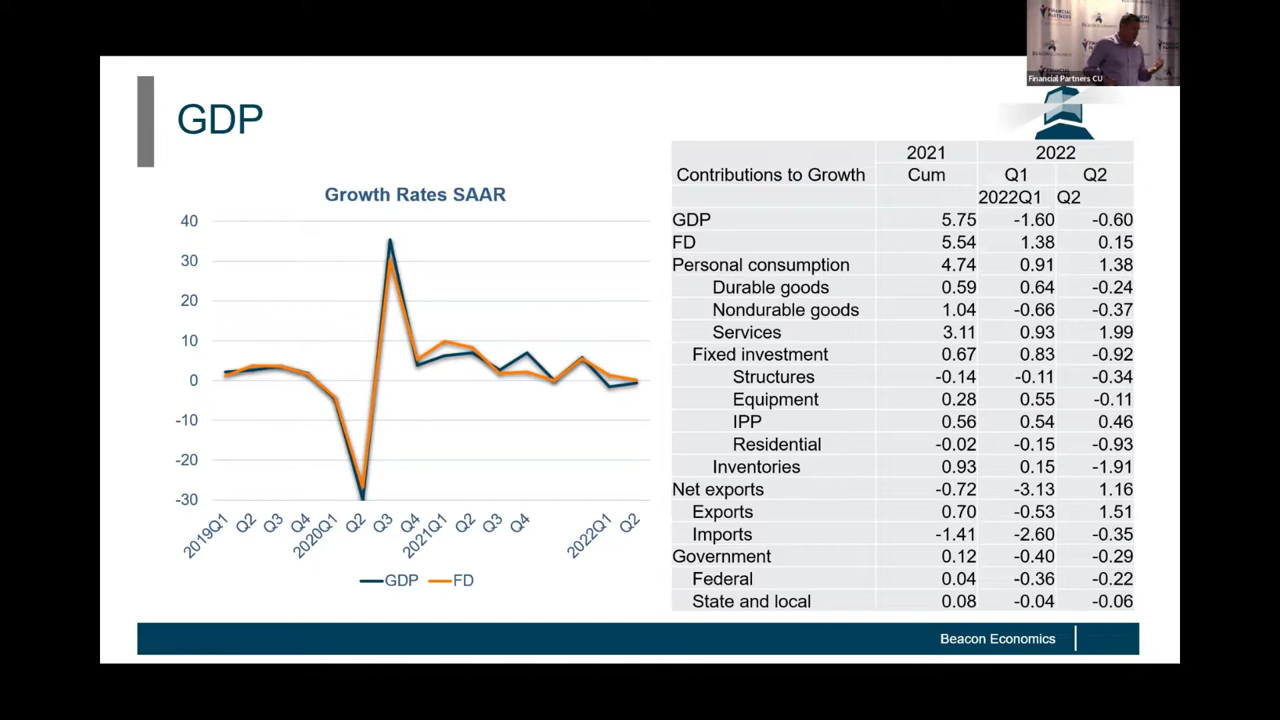 FINANCIAL
PARTNERS
BEACON ECONOMICS
Financial Partners CU
GDP
Growth Rates SAAR
40
30
20
10
0
-10
-20
-30
2019Q1 Q2 Q3 Q4 2020Q1 Q2 Q3 Q4 2021Q1 Q2 Q3 Q4 2022Q1 Q2
GDP FD
2021 2022
Contributions to Growth Cum Q1 Q2
2022Q1 Q2
GDP 5.75 -1.60 -0.60
FD 5.54 1.38 0.15
Personal consumption 4.74 0.91 1.38
Durable goods 0.59 0.64 -0.24
Nondurable goods 1.04 -0.66 -0.37
Services 3.11 0.93 1.99
Fixed investment 0.67 0.83 -0.92
Structures -0.14 -0.11 -0.34
Equipment 0.28 0.55 -0.11
IPP 0.56 0.54 0.46
Residential -0.02 -0.15 -0.93
Inventories 0.93 0.15 -1.91
Net exports -0.72 -3.13 1.16
Exports 0.70 -0.53 1.51
Imports -1.41 -2.60 -0.35
Government 0.12 -0.40 -0.29
Federal 0.04 -0.36 -0.22
State and local 0.08 -0.04 -0.06
Beacon Economics